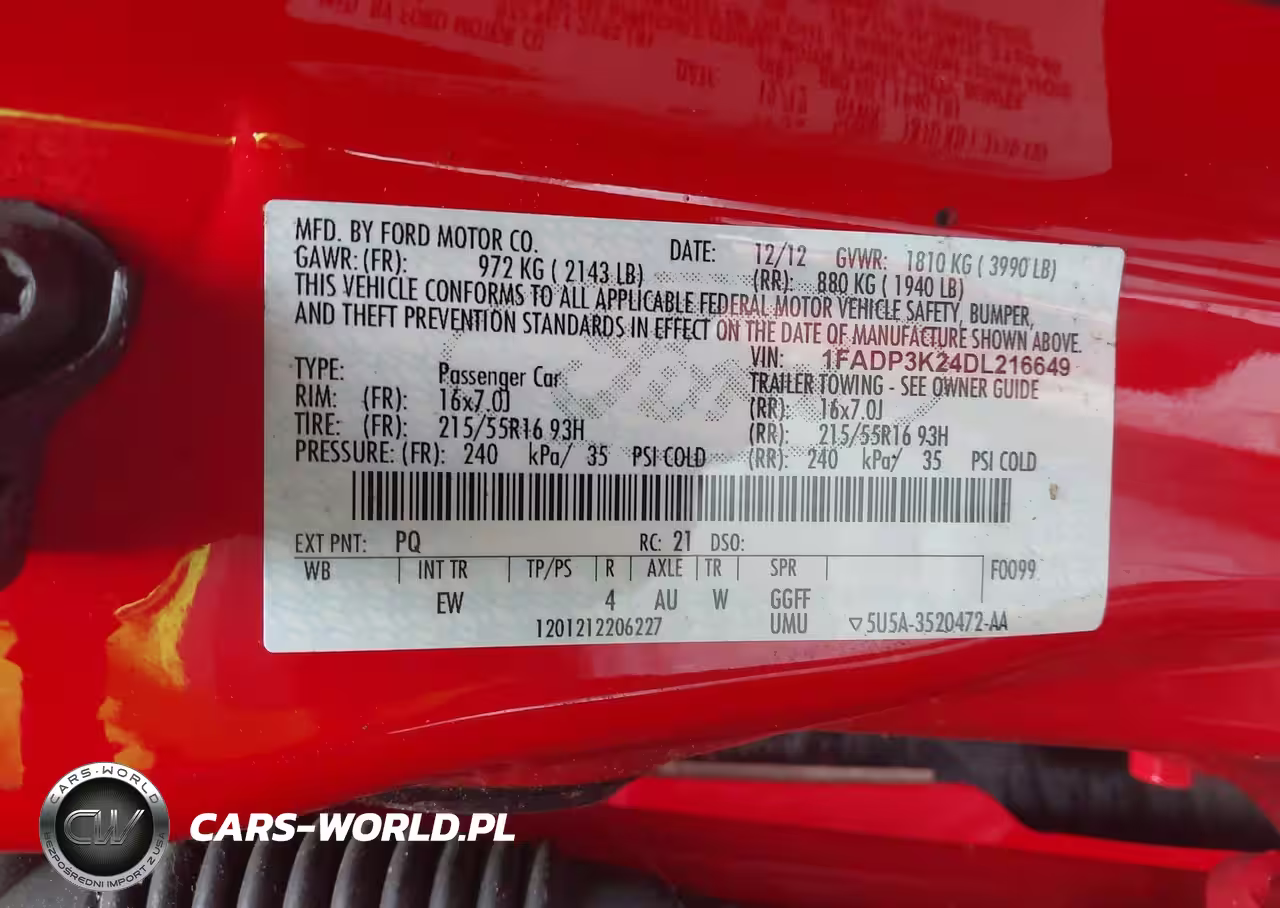 MFD. BY FORD MOTOR CO. DATE: 12/12 GVWR: 1810 KG ( 3990 LB)
GAWR: (FR): 972 KG ( 2143 LB) (RR): 880 KG ( 1940 LB)
THIS VEHICLE CONFORMS TO ALL APPLICABLE FEDERAL MOTOR VEHICLE SAFETY, BUMPER,
AND THEFT PREVENTION STANDARDS IN EFFECT ON THE DATE OF MANUFACTURE SHOWN ABOVE.
VIN: 1FADP3K24DL216649
TYPE: Passenger Car TRAILER TOWING - SEE OWNER GUIDE
RIM: (FR): 16x7.0J (RR): 16x7.0J
TIRE: (FR): 215/55R16 93H (RR): 215/55R16 93H
PRESSURE: (FR): 240 kPa/ 35 PSI COLD (RR): 240 kPa/ 35 PSI COLD
EXT PNT: PQ RC: 21 DSO:
WB INT TR TP/PS R AXLE TR SPR F0099
EW 4 AU W GGFF
1201212206227 UMU ▽5U5A-3520472-AA
CARS-WORLD
CW
BEZPOŚREDNI IMPORT Z USA
CARS-WORLD.PL